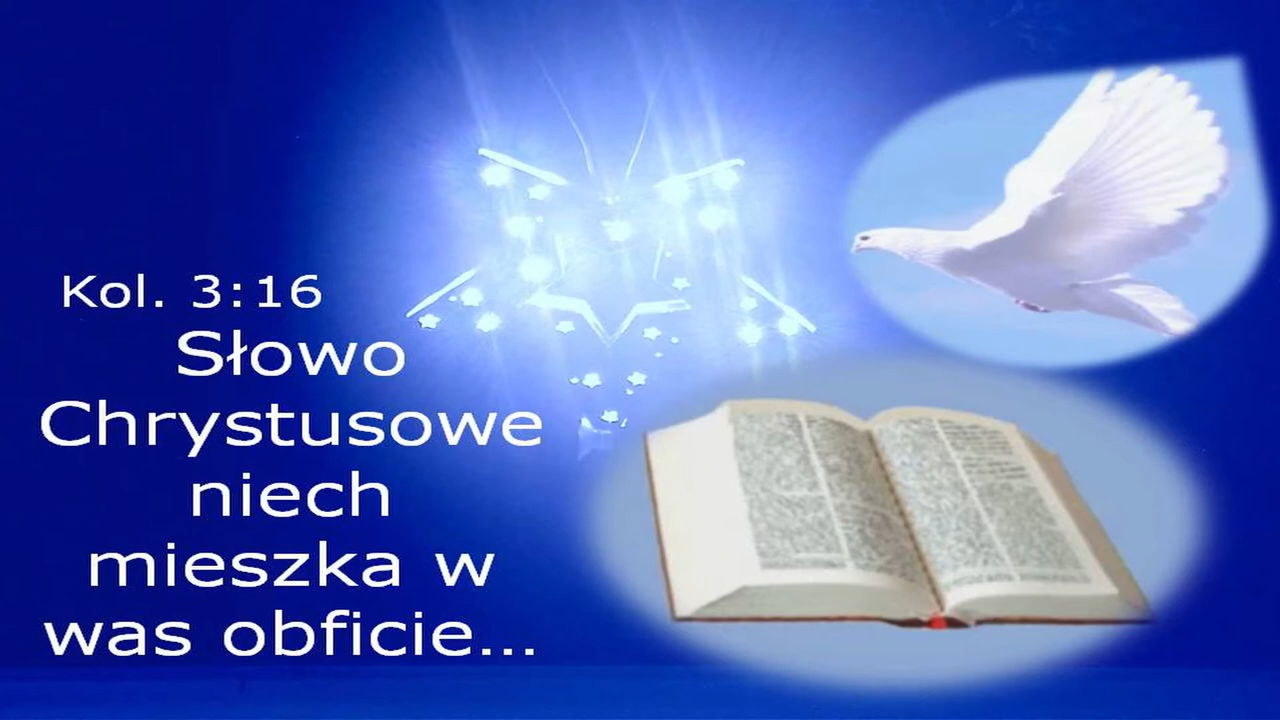 Kol. 3:16
Słowo
Chrystusowe
niech
mieszka w
was obficie...